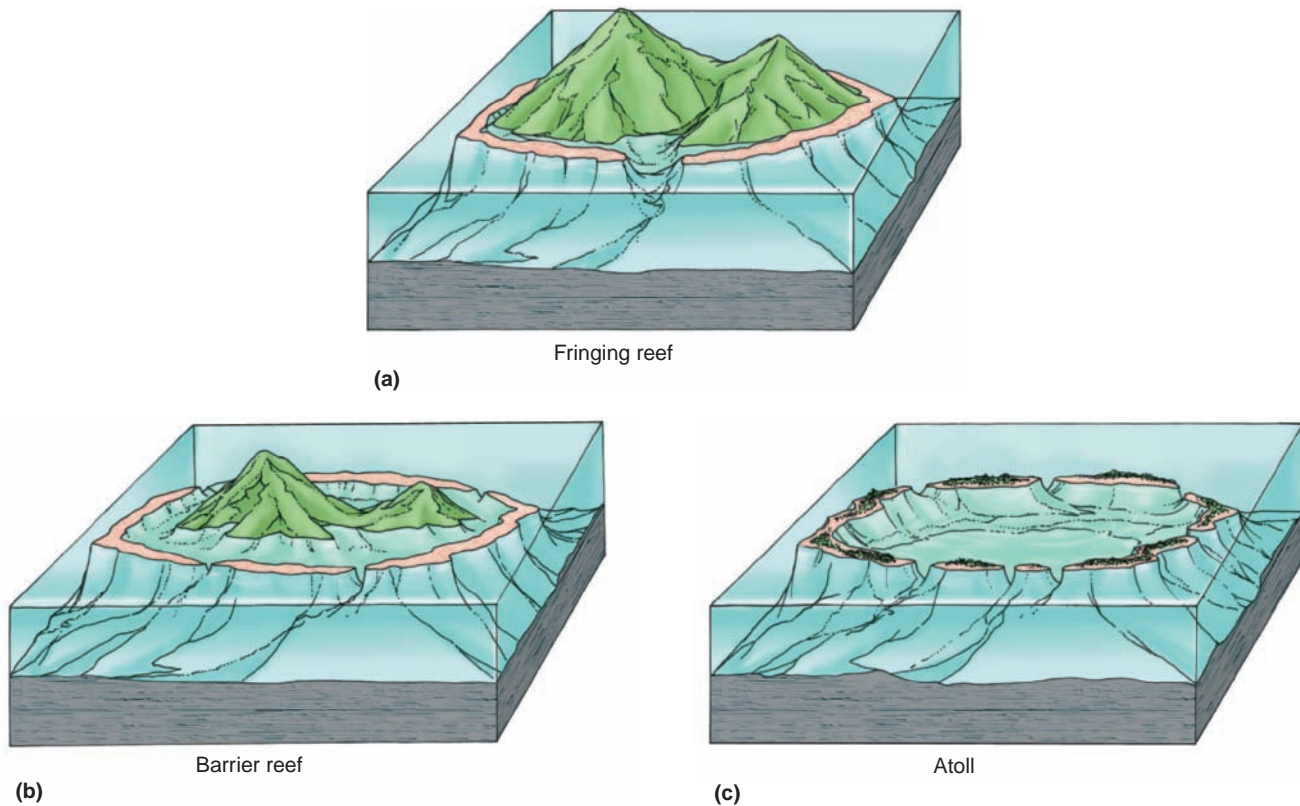 Fringing reef
(a)
Barrier reef
(b)
Atoll
(c)